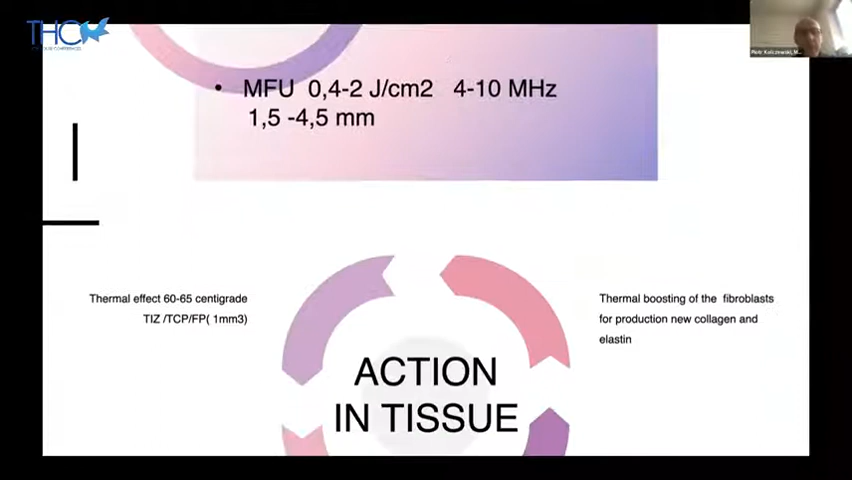 THC
• MFU 0,4-2 J/cm2 4-10 MHz
1,5 -4,5 mm
Thermal effect 60-65 centigrade
TIZ /TCP/FP( 1mm3)
Thermal boosting of the fibroblasts
for production new collagen and
elastin
ACTION
IN TISSUE